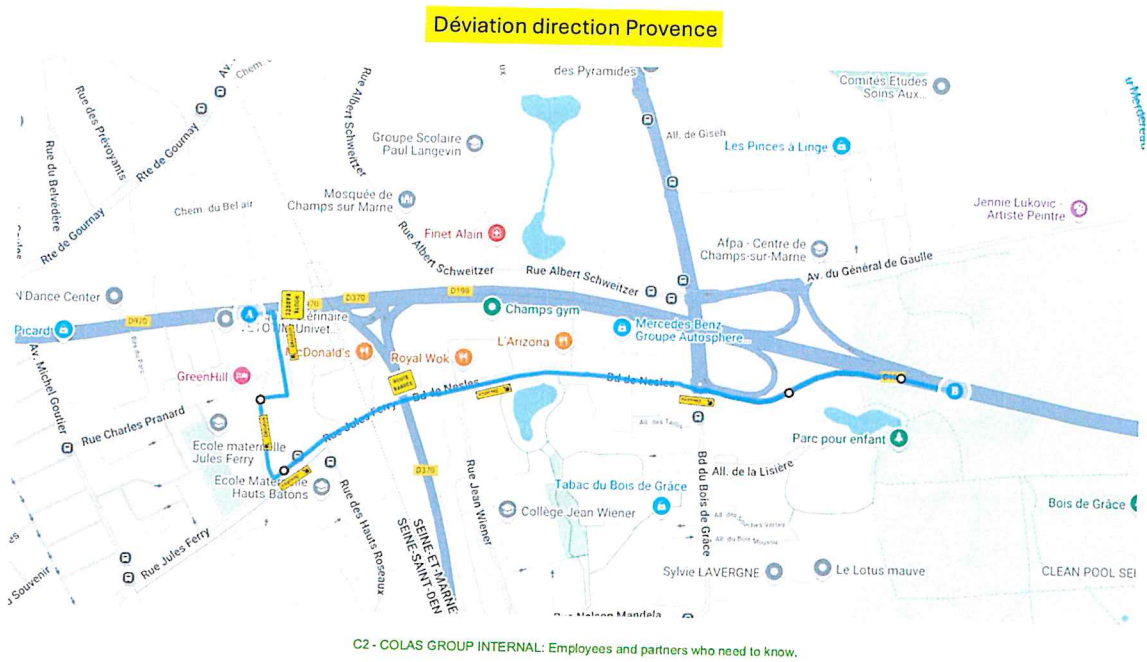 Déviation direction Provence
des Pyramides
Comités Etudes
Soins Aux...
Rue des Prévoyants
Rue Albert Schweitzer
Rte de Gournay
All. de Giseh
Groupe Scolaire
Paul Langevin
Les Pinces à Linge
Rue du Belvédère
Mosquée de
Champs sur Marne
Chem. du Bel air
Jennie Lukovic -
Artiste Peintre
Rte de Gournay
Finet Alain
Rue Albert Schweitzer
Afpa - Centre de
Champs-sur-Marne
Rue Albert Schweitzer
Av. du Général de Gaulle
N'Dance Center
ROUTE
BARRÉE
D370
D199
Champs gym
A
Picard
McDonald's
Royal Wok
L'Arizona
Mercedes-Benz
Groupe Autosphere...
GreenHill
ROUTE
BARRÉE
Bd de Nesles
Bd de Nesles
B
Av. Michel Goutier
Rue Charles Pranard
Rue Jules Ferry
Parc pour enfant
Ecole maternelle
Jules Ferry
Ecole Maternelle
Hauts Batons
D370
All. de la Lisière
Rue Jean Wiener
Tabac du Bois de Grâce
Bd du Bois de Grâce
Bois de Grâce
Collège Jean Wiener
Rue des Hauts Roseaux
SEINE-ET-MARNE
SEINE-SAINT-DEN
Rue Jules Ferry
Sylvie LAVERGNE
Le Lotus mauve
CLEAN POOL SE
Souvenir
Rue Nelson Mandela
C2 - COLAS GROUP INTERNAL: Employees and partners who need to know.